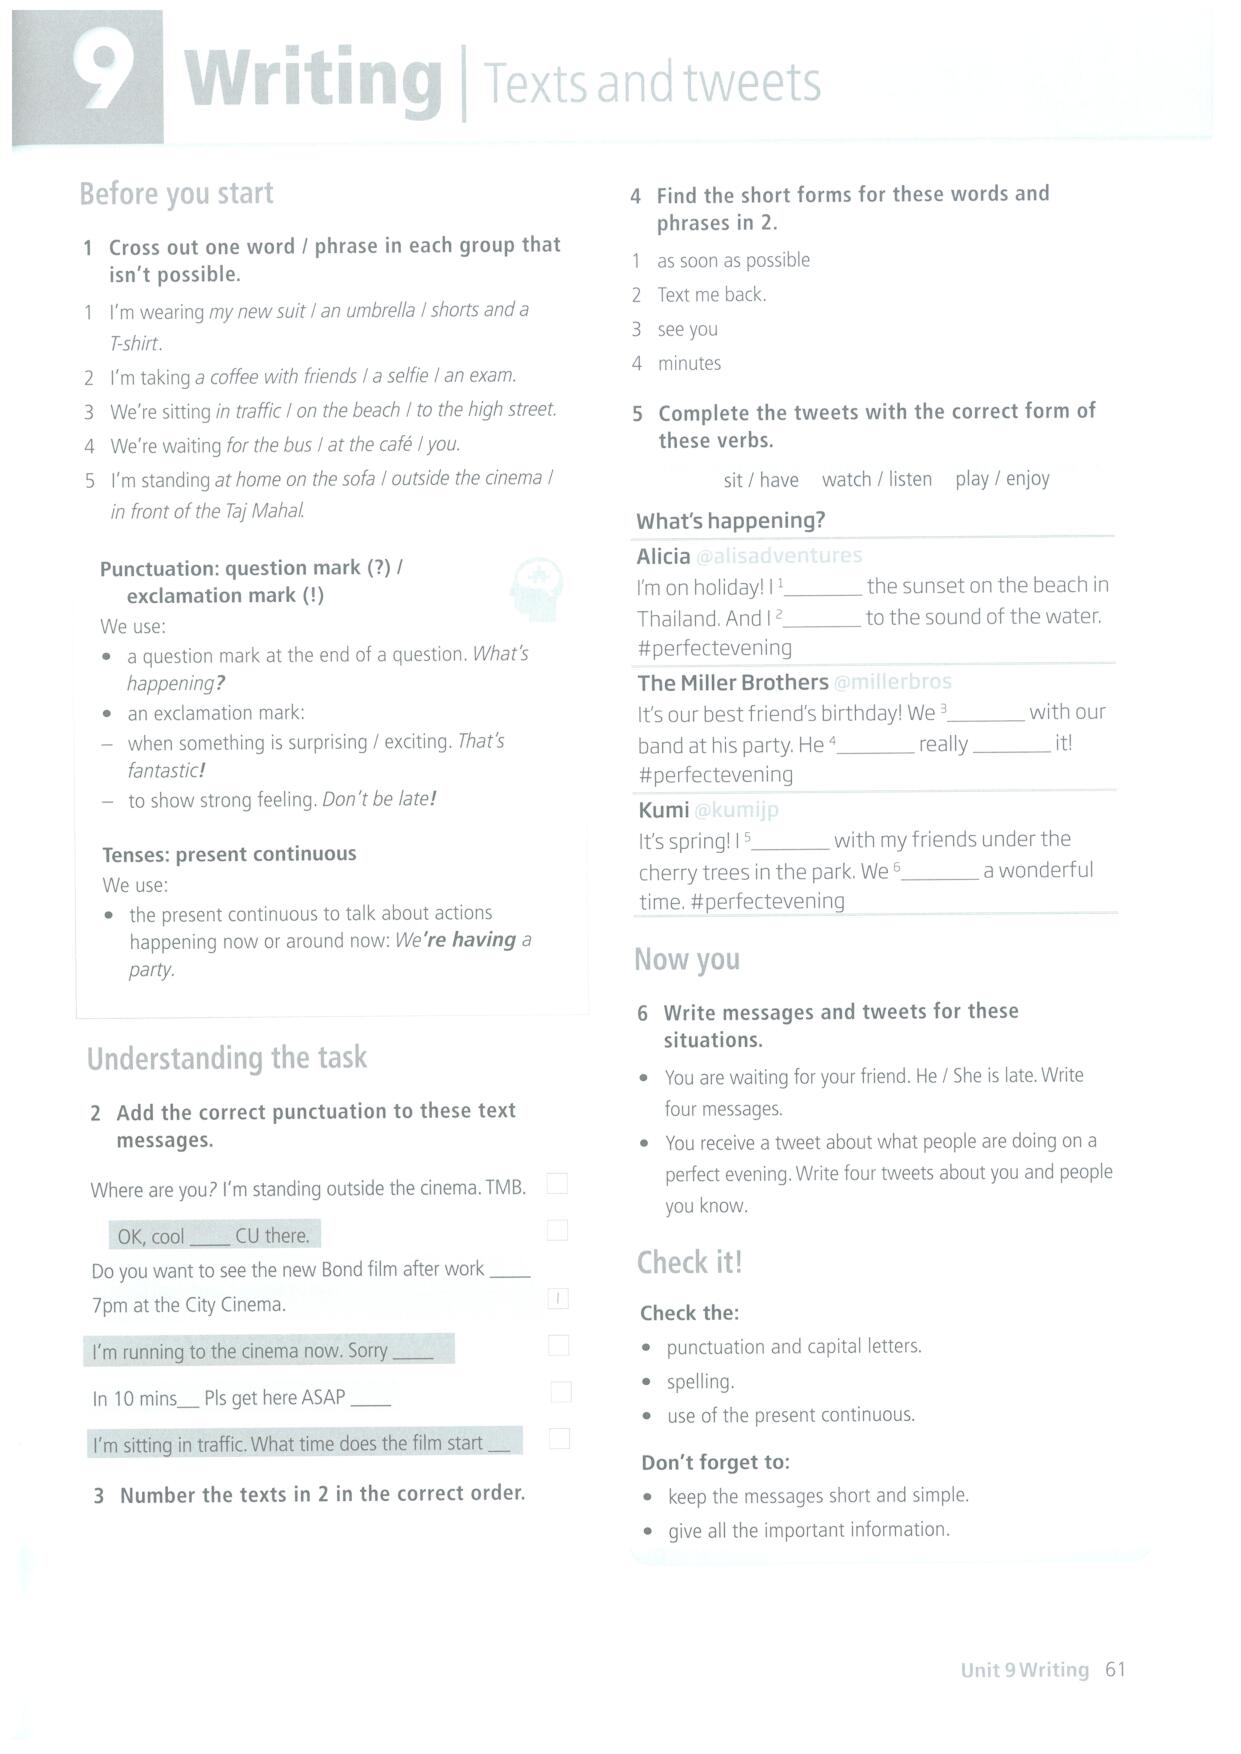 9 Writing | Texts and tweets
Before you start
1 Cross out one word / phrase in each group that
isn't possible.
1 I'm wearing my new suit / an umbrella / shorts and a
T-shirt.
2 I'm taking a coffee with friends / a selfie / an exam.
3 We're sitting in traffic / on the beach / to the high street.
4 We're waiting for the bus / at the café / you.
5 I'm standing at home on the sofa / outside the cinema /
in front of the Taj Mahal.
Punctuation: question mark (?) /
exclamation mark (!)
We use:
• a question mark at the end of a question. What's
happening?
• an exclamation mark:
– when something is surprising / exciting. That's
fantastic!
– to show strong feeling. Don't be late!
Tenses: present continuous
We use:
• the present continuous to talk about actions
happening now or around now: We're having a
party.
Understanding the task
2 Add the correct punctuation to these text
messages.
Where are you? I'm standing outside the cinema. TMB.
OK, cool ____ CU there.
Do you want to see the new Bond film after work ____
7pm at the City Cinema. 1
I'm running to the cinema now. Sorry ____
In 10 mins__ Pls get here ASAP ____
I'm sitting in traffic. What time does the film start __
3 Number the texts in 2 in the correct order.
4 Find the short forms for these words and
phrases in 2.
1 as soon as possible
2 Text me back.
3 see you
4 minutes
5 Complete the tweets with the correct form of
these verbs.
sit / have watch / listen play / enjoy
What's happening?
Alicia @alisadventures
I'm on holiday! I 1________ the sunset on the beach in
Thailand. And I 2________ to the sound of the water.
#perfectevening
The Miller Brothers @millerbros
It's our best friend's birthday! We 3________ with our
band at his party. He 4________ really ________ it!
#perfectevening
Kumi @kumijp
It's spring! I 5________ with my friends under the
cherry trees in the park. We 6________ a wonderful
time. #perfectevening
Now you
6 Write messages and tweets for these
situations.
• You are waiting for your friend. He / She is late. Write
four messages.
• You receive a tweet about what people are doing on a
perfect evening. Write four tweets about you and people
you know.
Check it!
Check the:
• punctuation and capital letters.
• spelling.
• use of the present continuous.
Don't forget to:
• keep the messages short and simple.
• give all the important information.
Unit 9 Writing 61